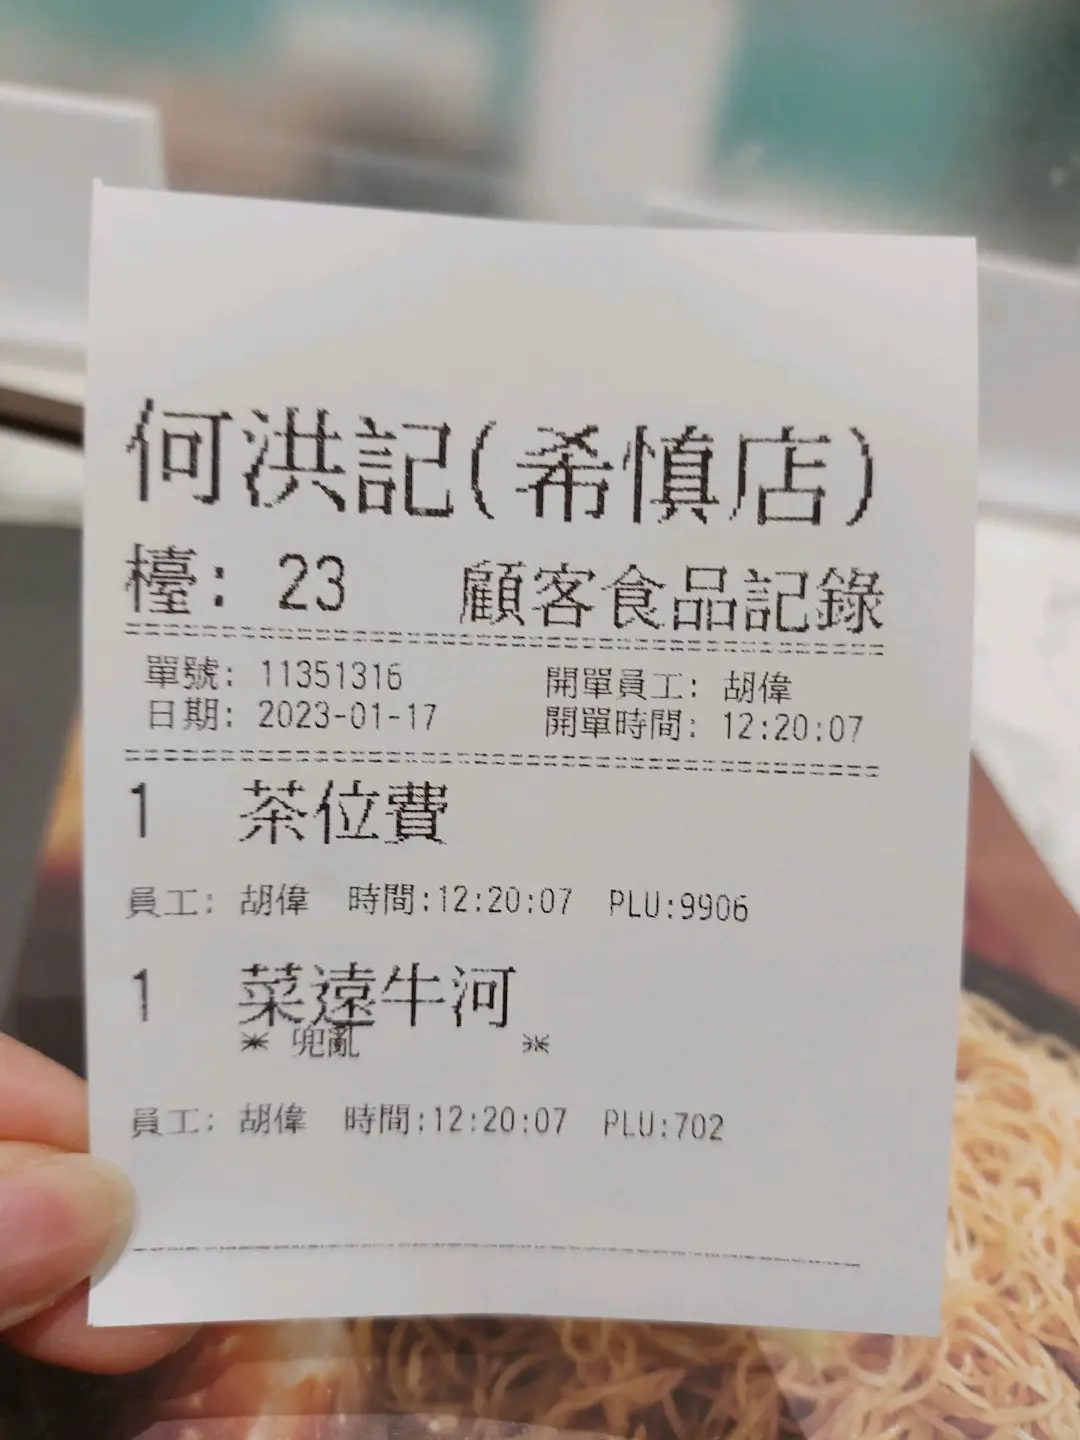 何洪記(希慎店)
檯: 23 顧客食品記錄
單號: 11351316 開單員工: 胡偉
日期: 2023-01-17 開單時間: 12:20:07
1 茶位費
員工: 胡偉 時間:12:20:07 PLU:9906
1 菜遠牛河
* 兜亂 *
員工: 胡偉 時間:12:20:07 PLU:702